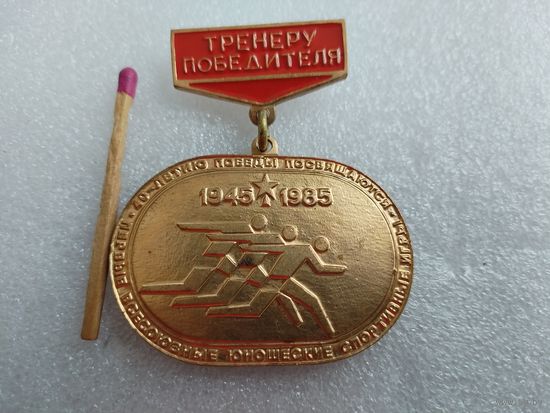 ТРЕНЕРУ
ПОБЕДИТЕЛЯ
40-ЛЕТИЮ ПОБЕДЫ ПОСВЯЩАЮТСЯ
1945 1985
ПЕРВЫЕ ВСЕСОЮЗНЫЕ ЮНОШЕСКИЕ СПОРТИВНЫЕ ИГРЫ